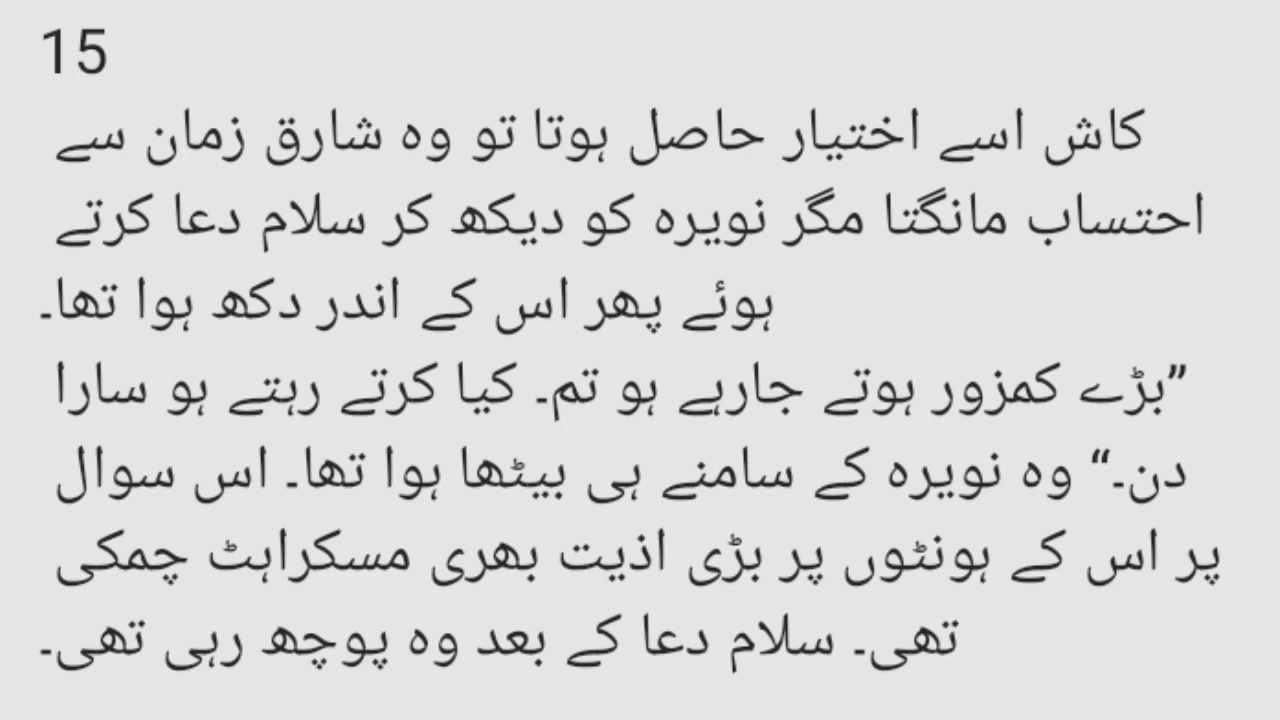 15
کاش اسے اختیار حاصل ہوتا تو وہ شارق زمان سے
احتساب مانگتا مگر نویرہ کو دیکھ کر سلام دعا کرتے
ہوئے پھر اس کے اندر دکھ ہوا تھا۔
”بڑے کمزور ہوتے جارہے ہو تم۔ کیا کرتے رہتے ہو سارا
دن۔“ وہ نویرہ کے سامنے ہی بیٹھا ہوا تھا۔ اس سوال
پر اس کے ہونٹوں پر بڑی اذیت بھری مسکراہٹ چمکی
تھی۔ سلام دعا کے بعد وہ پوچھ رہی تھی۔